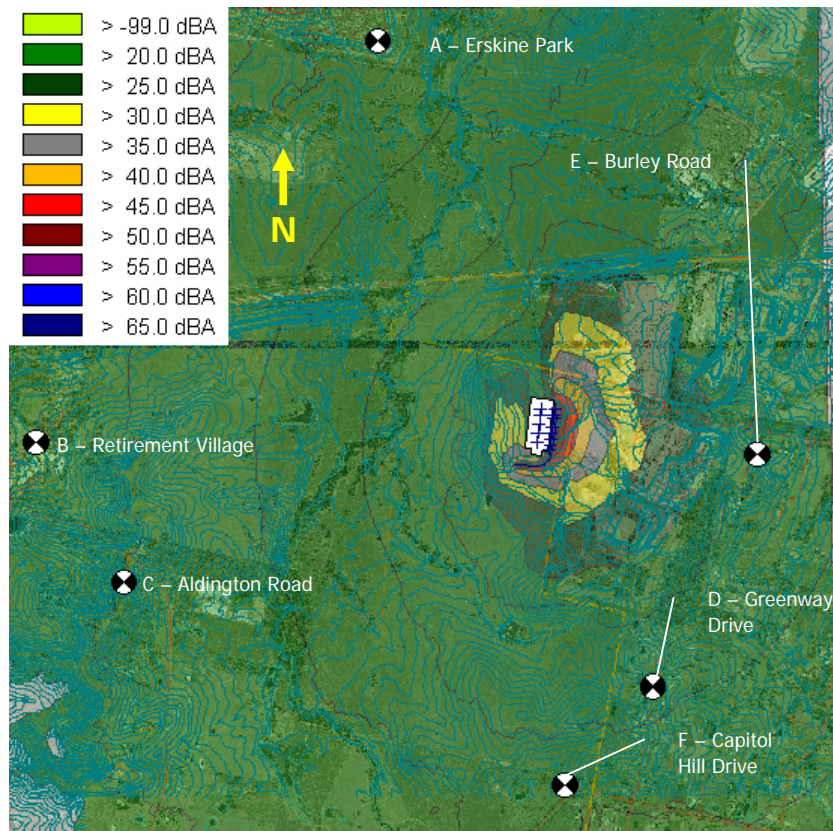 > -99.0 dBA
> 20.0 dBA
> 25.0 dBA
> 30.0 dBA
> 35.0 dBA
> 40.0 dBA
> 45.0 dBA
> 50.0 dBA
> 55.0 dBA
> 60.0 dBA
> 65.0 dBA
A – Erskine Park
E – Burley Road
N
B – Retirement Village
C – Aldington Road
D – Greenway
Drive
F – Capitol
Hill Drive